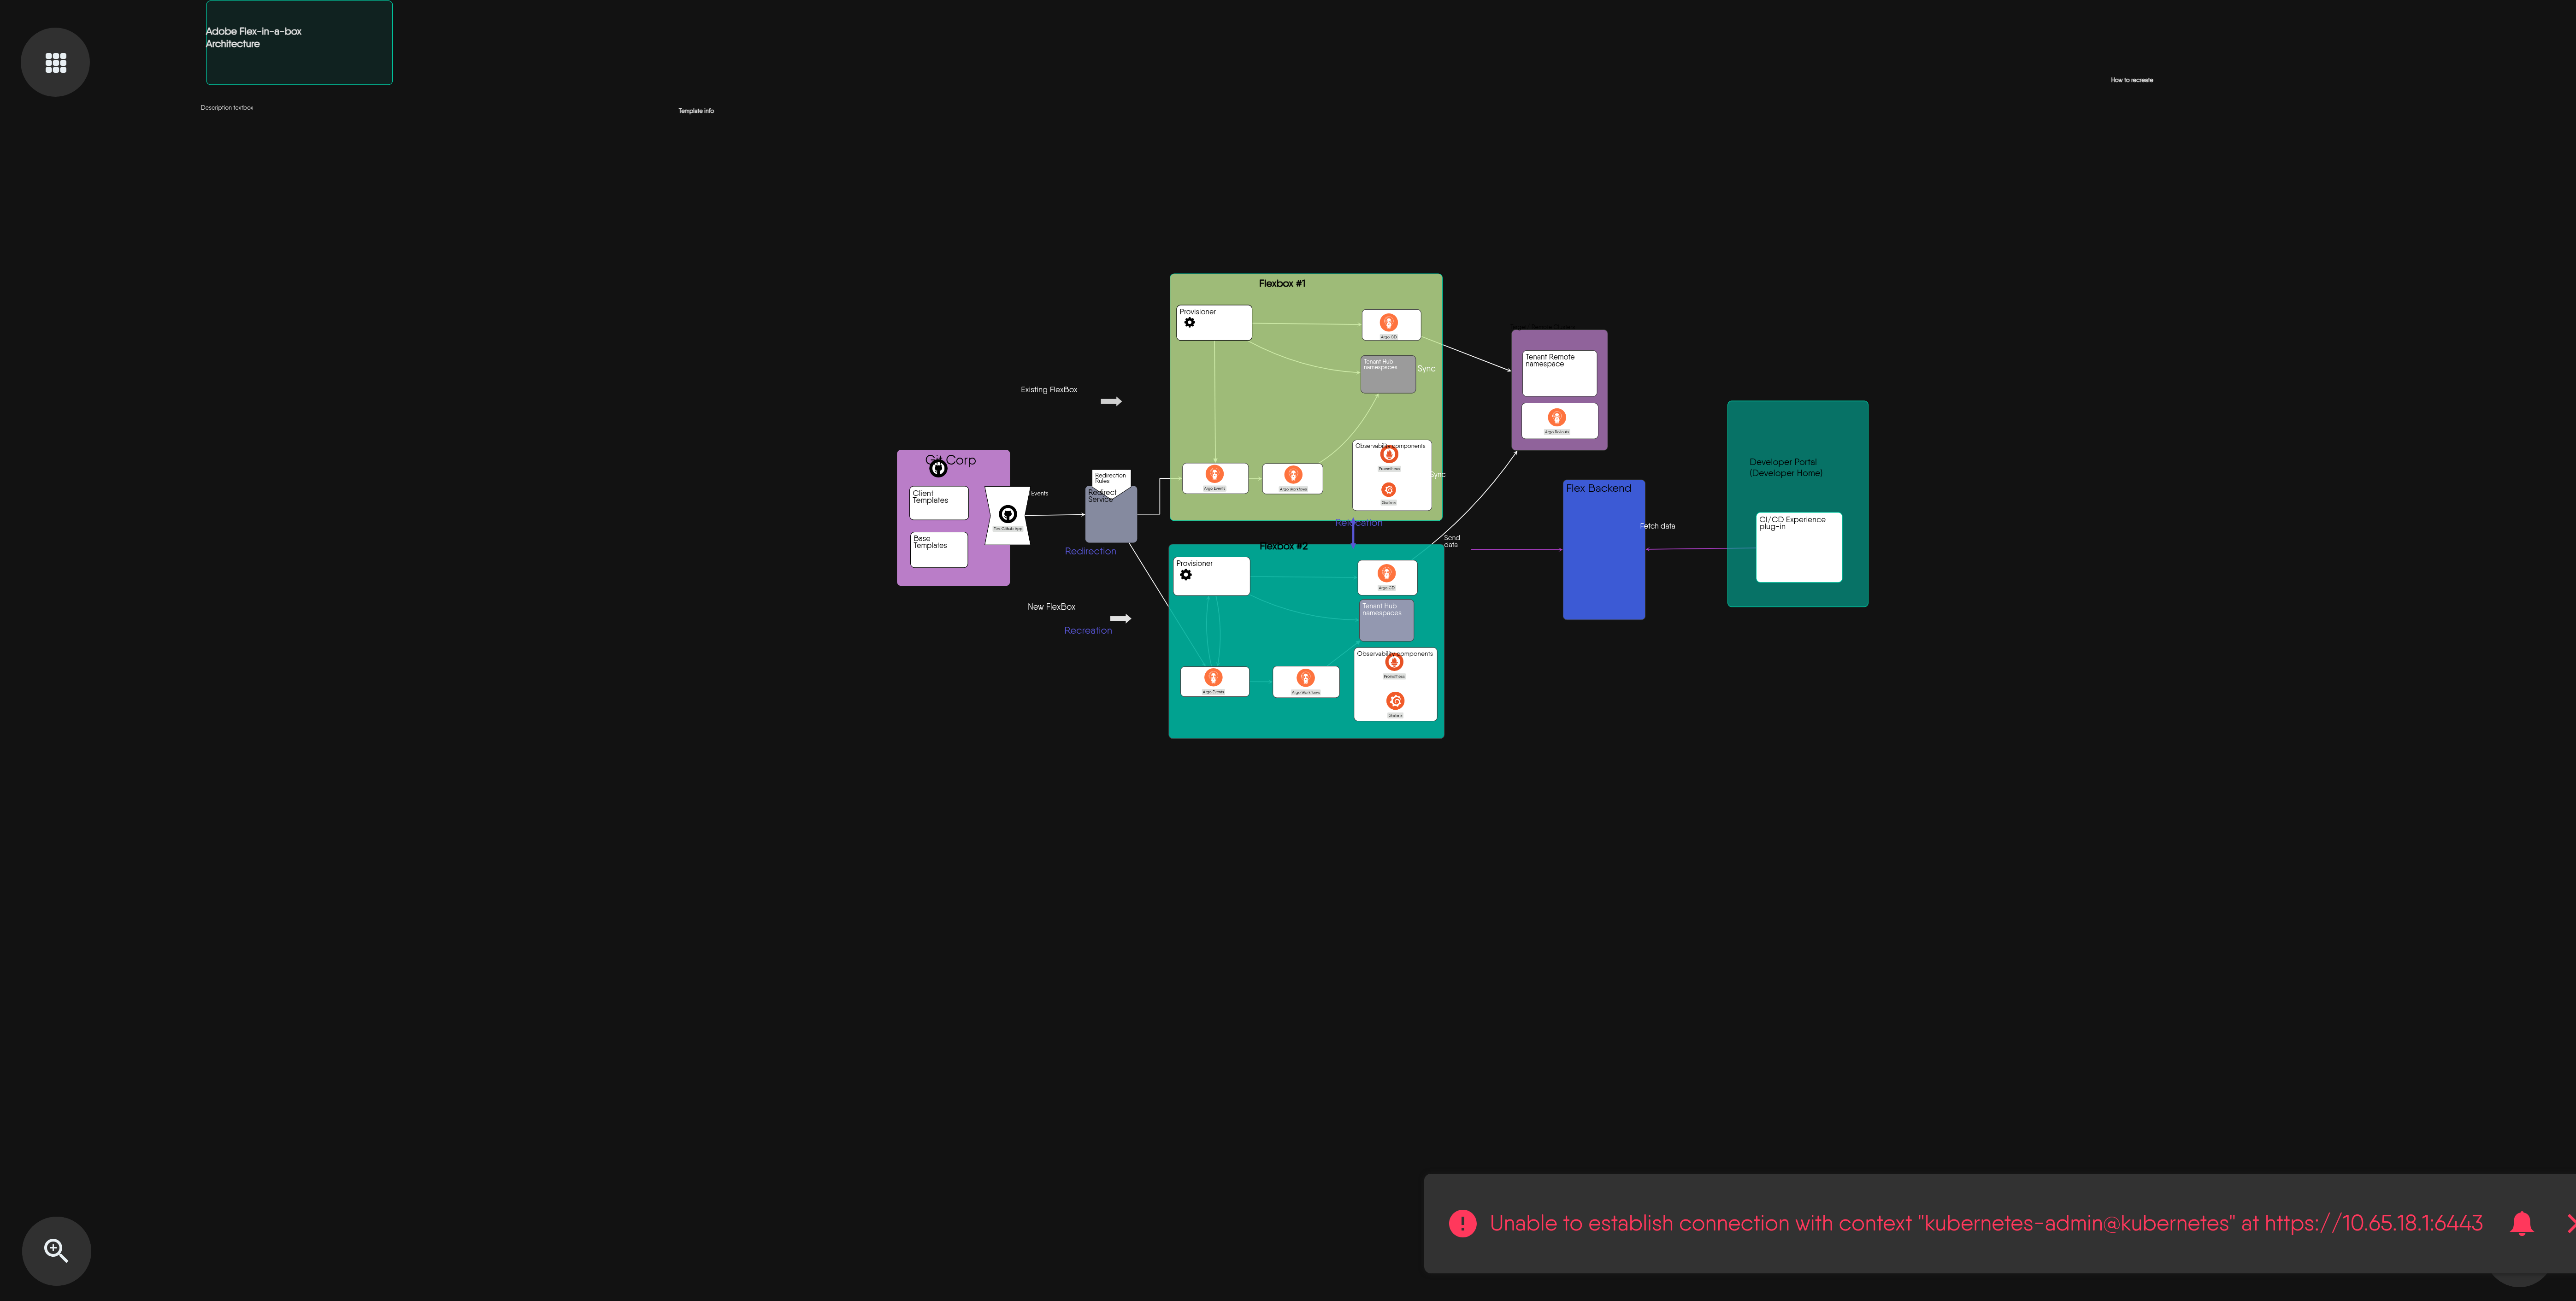 Adobe Flex-in-a-box
Architecture
Description textbox
Template info
How to recreate
Existing FlexBox
New FlexBox
Redirection
Recreation
Git Corp
Client
Templates
Base
Templates
Flex Github App
Events
Redirection
Rules
Redirect
Service
Flexbox #1
Provisioner
Argo CD
Tenant Hub
namespaces
Sync
Argo Events
Argo Workflows
Observability components
Prometheus
Grafana
Sync
Relocation
Flexbox #2
Provisioner
Argo CD
Tenant Hub
namespaces
Argo Workflows
Observability components
Prometheus
Grafana
Send
data
Tenant Remote
namespace
Argo Rollouts
Flex Backend
Fetch data
Developer Portal
(Developer Home)
CI/CD Experience
plug-in
Unable to establish connection with context "kubernetes-admin@kubernetes" at https://10.65.18.1:6443